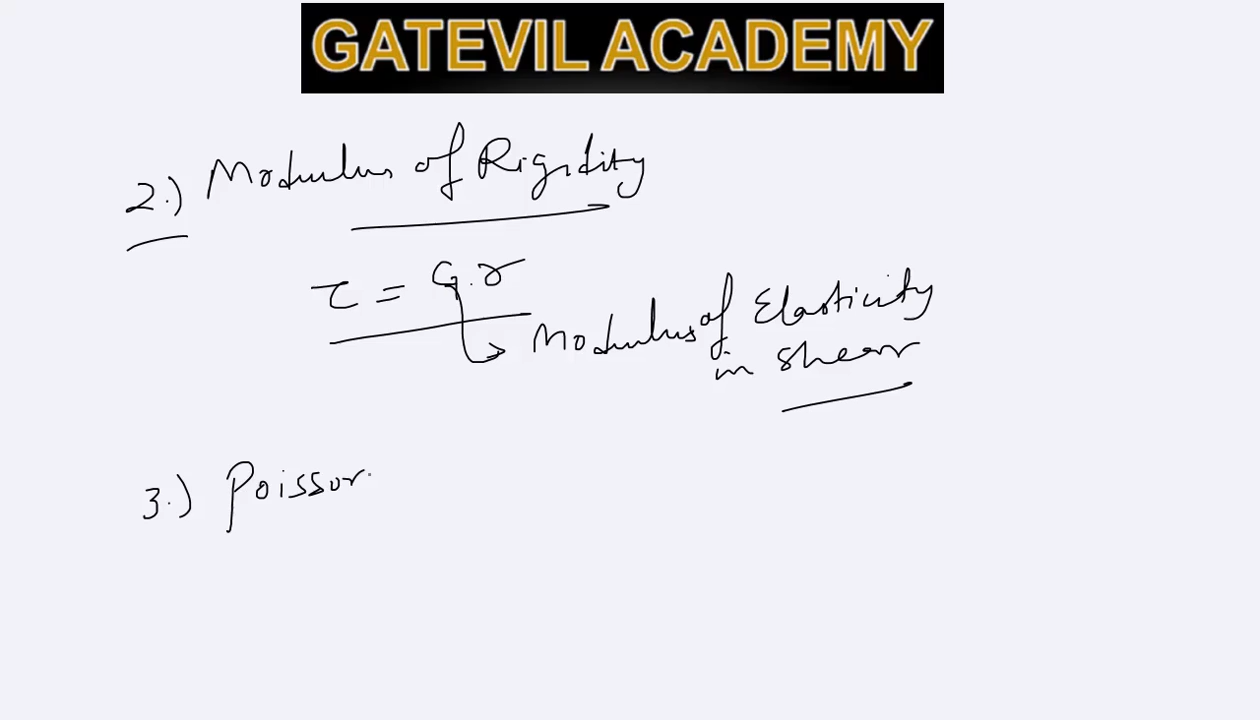 GATEVIL ACADEMY
2.) Modulus of Rigidity
τ = G.γ
Modulus of Elasticity
in shear
3.) Poisson